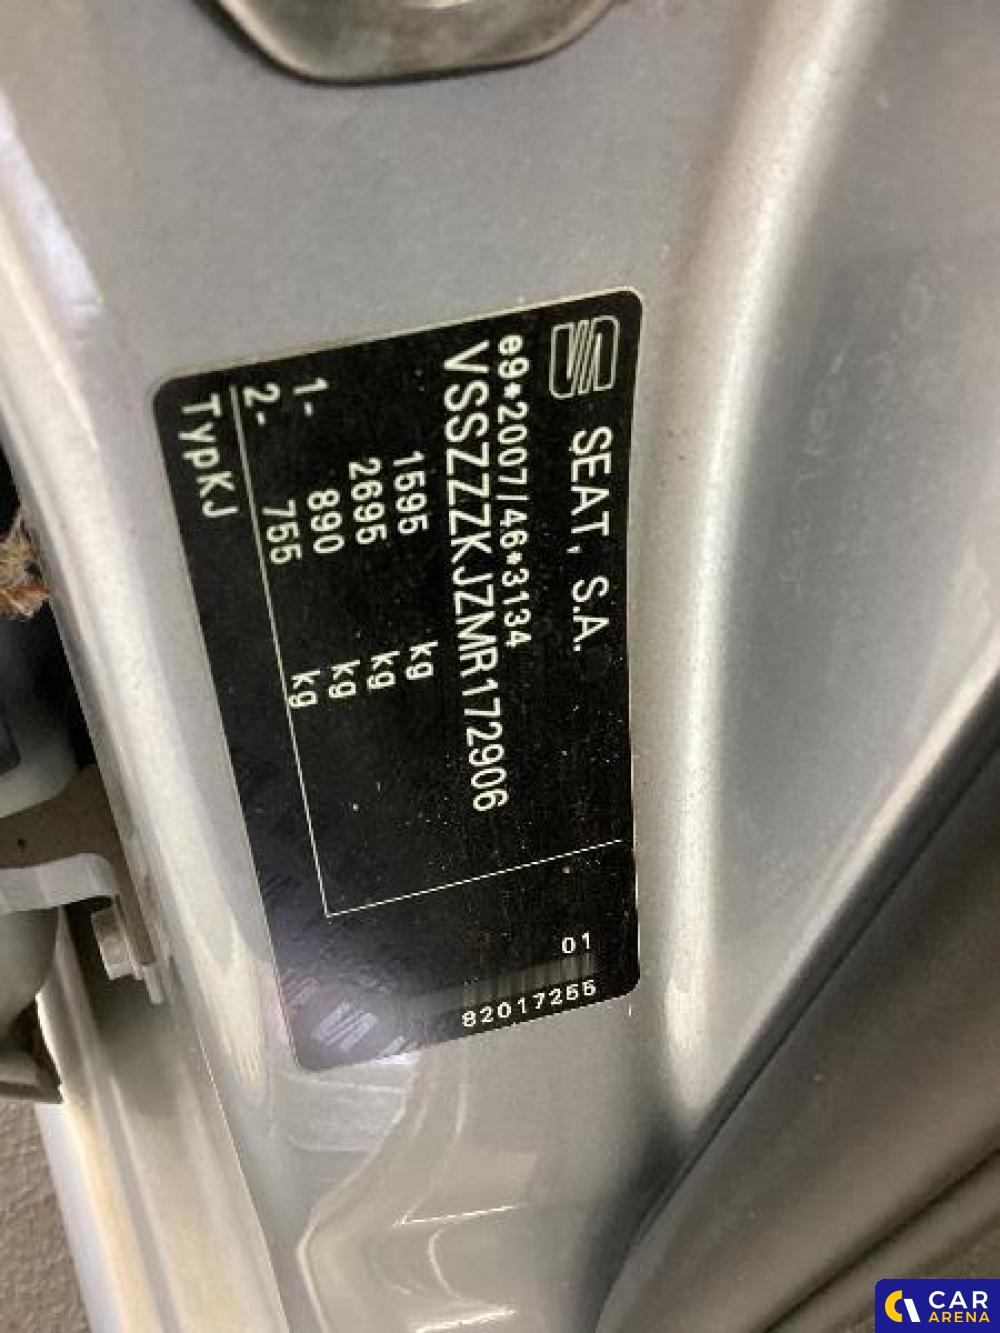 SEAT, S.A.
e9*2007/46*3134
VSSZZZKJZMR172906
1595 kg
2695 kg
1- 890 kg
2- 755 kg
TypKJ
01
82017255
CAR
ARENA